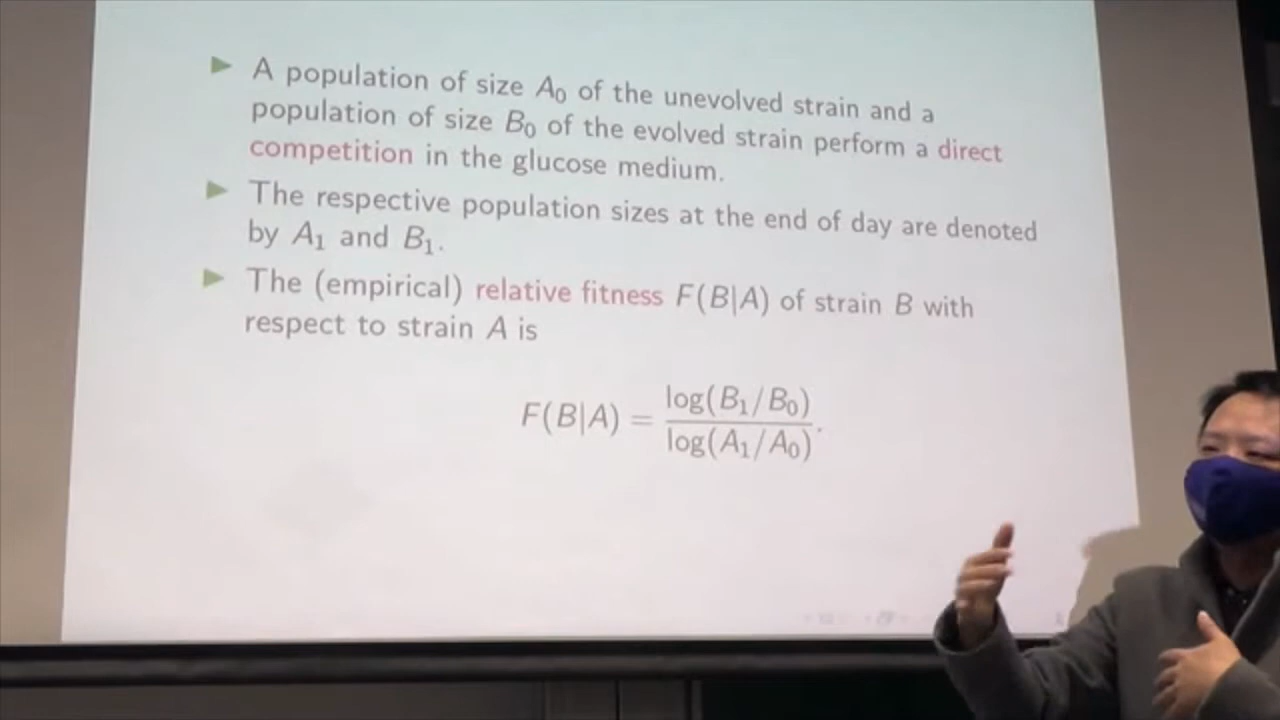 ▶ A population of size A₀ of the unevolved strain and a
population of size B₀ of the evolved strain perform a direct
competition in the glucose medium.
▶ The respective population sizes at the end of day are denoted
by A₁ and B₁.
▶ The (empirical) relative fitness F(B|A) of strain B with
respect to strain A is
F(B|A) = log(B₁/B₀) / log(A₁/A₀).